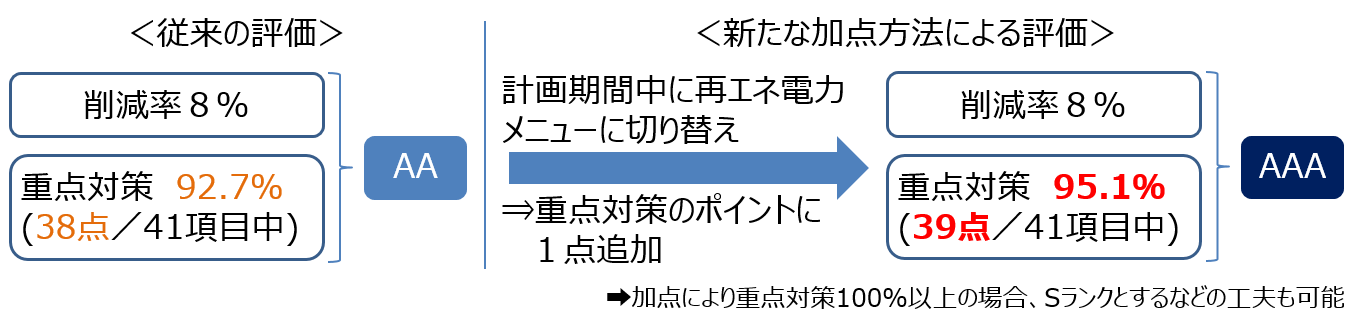 ＜従来の評価＞
削減率８％
重点対策 92.7%
(38点／41項目中)
AA
＜新たな加点方法による評価＞
計画期間中に再エネ電力
メニューに切り替え
⇒重点対策のポイントに
１点追加
削減率８％
重点対策 95.1%
(39点／41項目中)
AAA
➡加点により重点対策100%以上の場合、Sランクとするなどの工夫も可能